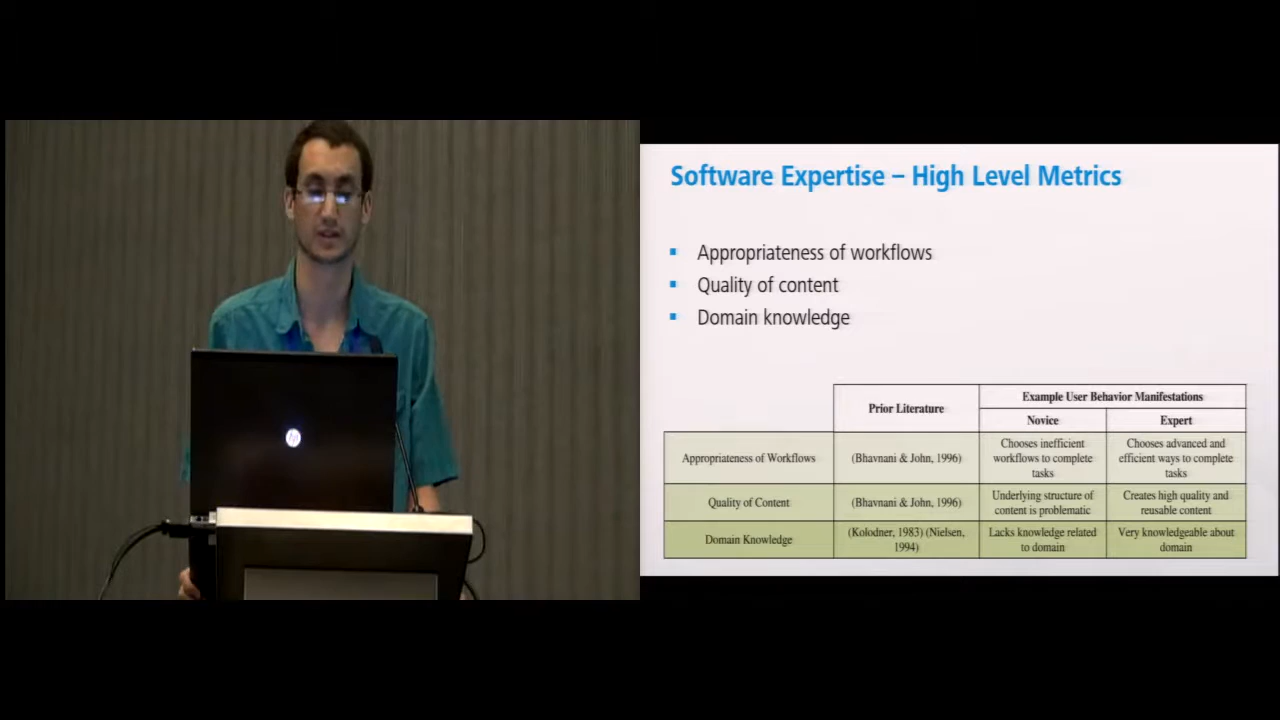 Software Expertise – High Level Metrics
Appropriateness of workflows
Quality of content
Domain knowledge
Prior Literature
Example User Behavior Manifestations
Novice
Expert
Appropriateness of Workflows
(Bhavnani & John, 1996)
Chooses inefficient
workflows to complete
tasks
Chooses advanced and
efficient ways to complete
tasks
Quality of Content
(Bhavnani & John, 1996)
Underlying structure of
content is problematic
Creates high quality and
reusable content
Domain Knowledge
(Kolodner, 1983) (Nielsen,
1994)
Lacks knowledge related
to domain
Very knowledgeable about
domain
hp